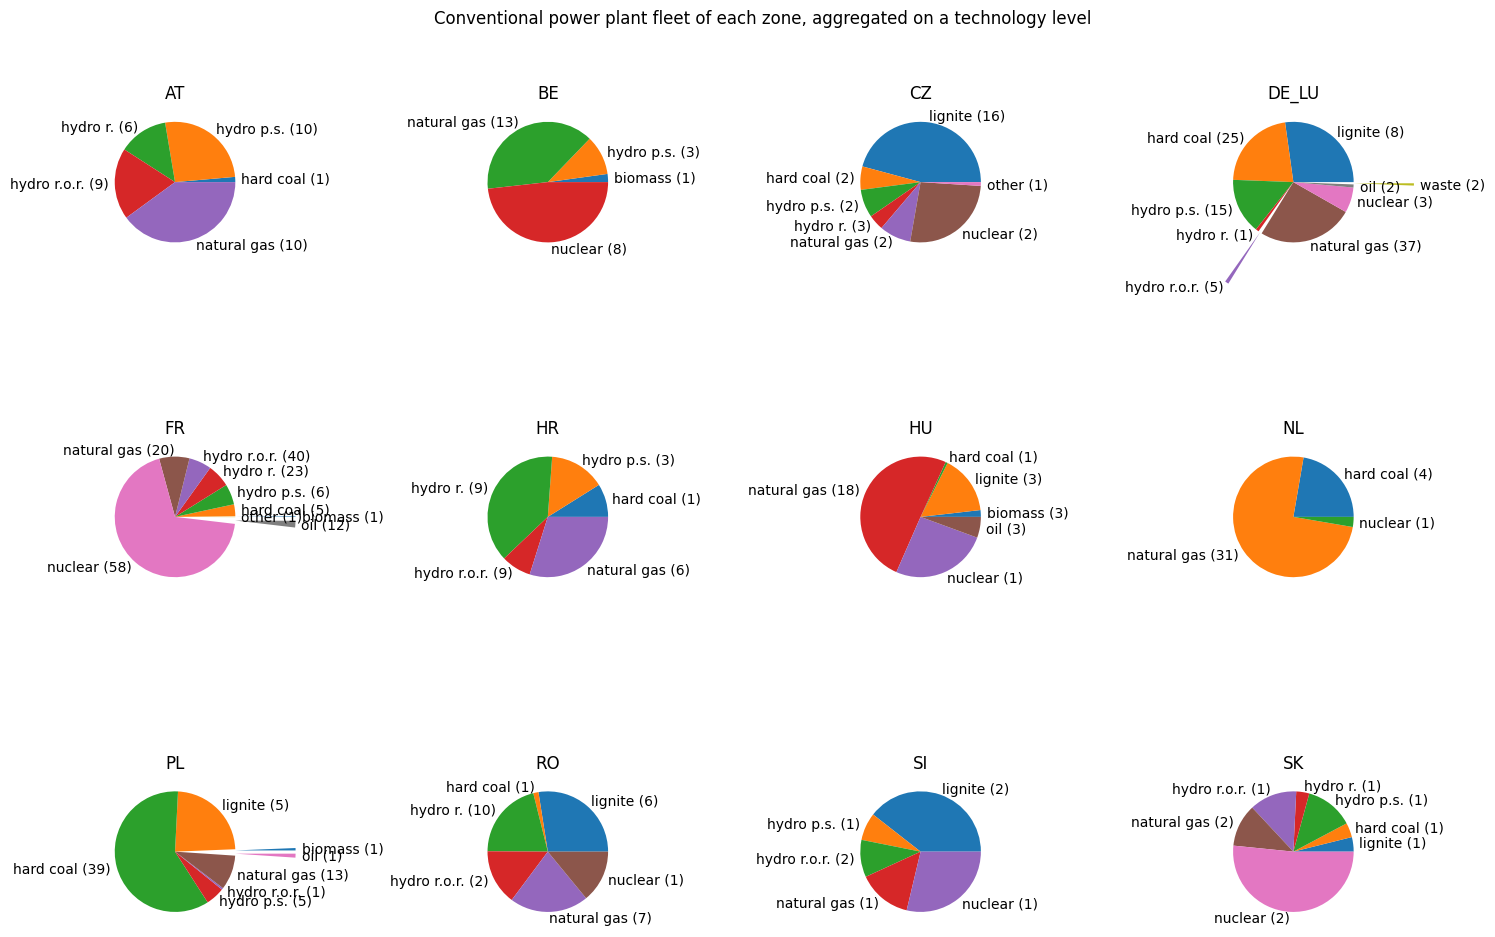 Conventional power plant fleet of each zone, aggregated on a technology level
AT
hydro r. (6)
hydro p.s. (10)
hydro r.o.r. (9)
hard coal (1)
natural gas (10)
BE
natural gas (13)
hydro p.s. (3)
biomass (1)
nuclear (8)
CZ
lignite (16)
hard coal (2)
hydro p.s. (2)
hydro r. (3)
natural gas (2)
nuclear (2)
other (1)
DE_LU
lignite (8)
hard coal (25)
hydro p.s. (15)
hydro r. (1)
hydro r.o.r. (5)
natural gas (37)
nuclear (3)
oil (2)
waste (2)
FR
natural gas (20)
hydro r.o.r. (40)
hydro r. (23)
hydro p.s. (6)
hard coal (5)
other (1)
biomass (1)
oil (12)
nuclear (58)
HR
hydro p.s. (3)
hydro r. (9)
hard coal (1)
hydro r.o.r. (9)
natural gas (6)
HU
hard coal (1)
lignite (3)
natural gas (18)
biomass (3)
oil (3)
nuclear (1)
NL
hard coal (4)
nuclear (1)
natural gas (31)
PL
lignite (5)
biomass (1)
oil (1)
hard coal (39)
natural gas (13)
hydro r.o.r. (1)
hydro p.s. (5)
RO
hard coal (1)
lignite (6)
hydro r. (10)
hydro r.o.r. (2)
nuclear (1)
natural gas (7)
SI
lignite (2)
hydro p.s. (1)
hydro r.o.r. (2)
natural gas (1)
nuclear (1)
SK
hydro r.o.r. (1)
hydro r. (1)
hydro p.s. (1)
natural gas (2)
hard coal (1)
lignite (1)
nuclear (2)